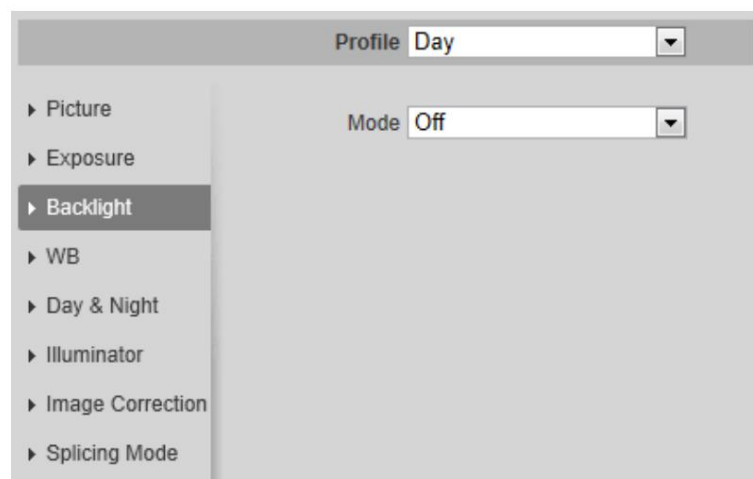 Profile Day
Mode Off
Picture
Exposure
Backlight
WB
Day & Night
Illuminator
Image Correction
Splicing Mode